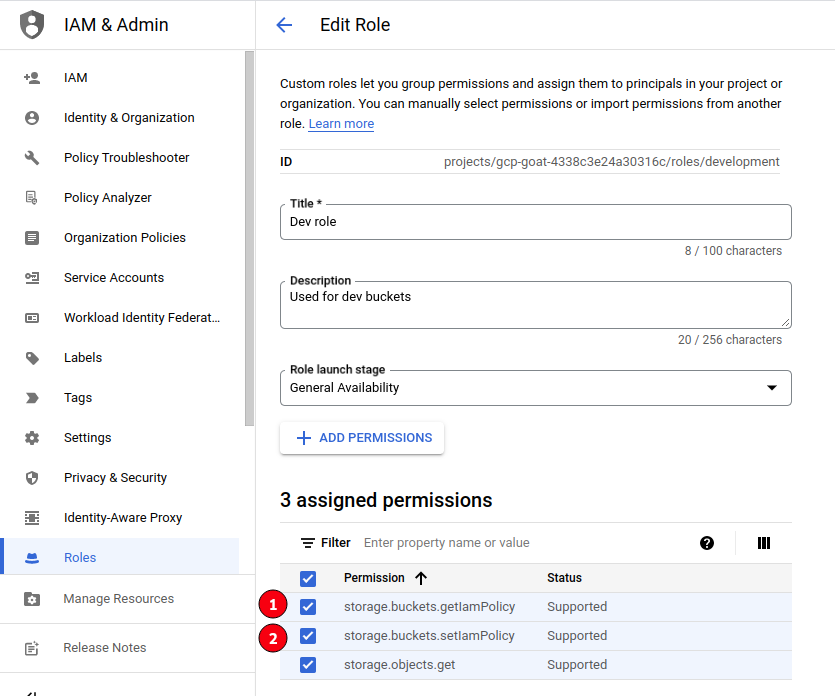 IAM & Admin
Edit Role
IAM
Identity & Organization
Policy Troubleshooter
Policy Analyzer
Organization Policies
Service Accounts
Workload Identity Federat...
Labels
Tags
Settings
Privacy & Security
Identity-Aware Proxy
Roles
Manage Resources
Release Notes
Custom roles let you group permissions and assign them to principals in your project or
organization. You can manually select permissions or import permissions from another
role. Learn more
ID projects/gcp-goat-4338c3e24a30316c/roles/development
Title *
Dev role
8 / 100 characters
Description
Used for dev buckets
20 / 256 characters
Role launch stage
General Availability
ADD PERMISSIONS
3 assigned permissions
Filter Enter property name or value ?
Permission Status
1 storage.buckets.getIamPolicy Supported
2 storage.buckets.setIamPolicy Supported
storage.objects.get Supported